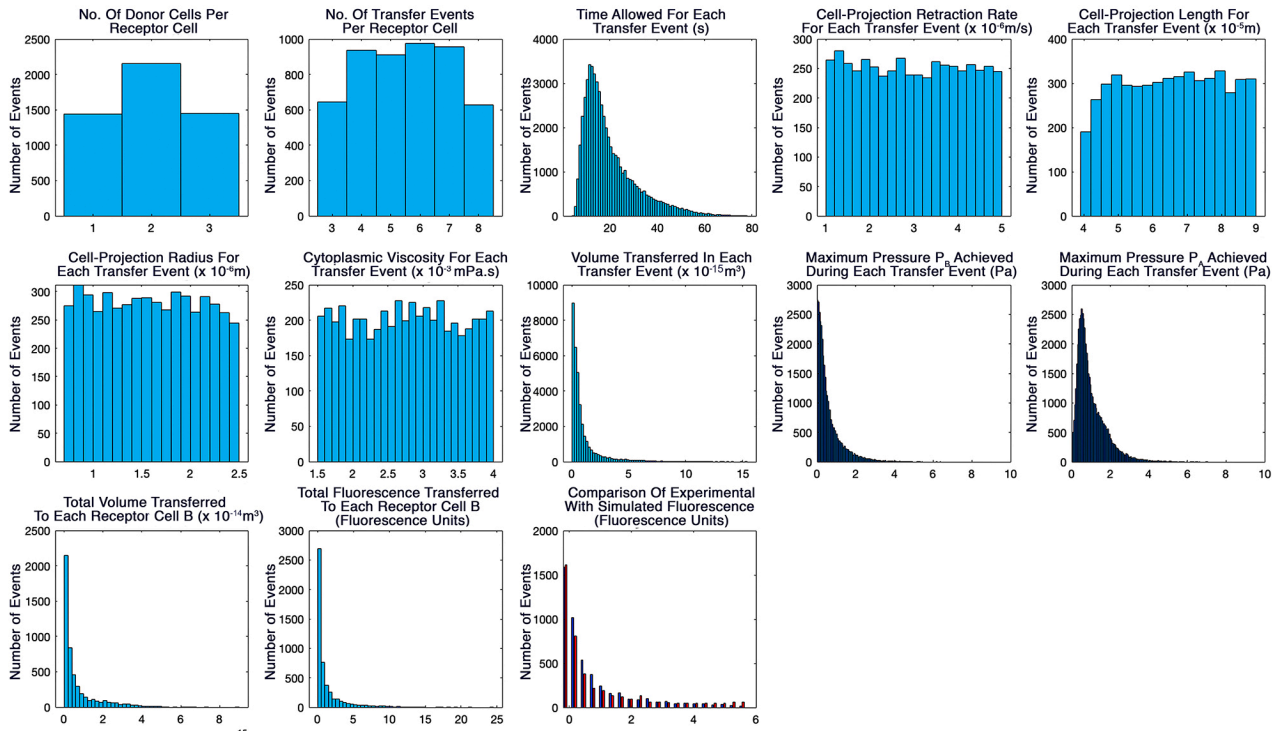 No. Of Donor Cells Per
Receptor Cell
Number of Events
2500
2000
1500
1000
500
0
1 2 3
No. Of Transfer Events
Per Receptor Cell
Number of Events
1000
800
600
400
200
0
3 4 5 6 7 8
Time Allowed For Each
Transfer Event (s)
Number of Events
4000
3000
2000
1000
0
20 40 60 80
Cell-Projection Retraction Rate
For Each Transfer Event (x 10⁻⁶m/s)
Number of Events
300
250
200
150
100
50
0
1 2 3 4 5
Cell-Projection Length For
Each Transfer Event (x 10⁻⁵m)
Number of Events
400
300
200
100
0
4 5 6 7 8 9
Cell-Projection Radius For
Each Transfer Event (x 10⁻⁶m)
Number of Events
300
250
200
150
100
50
0
1 1.5 2 2.5
Cytoplasmic Viscosity For Each
Transfer Event (x 10⁻³ mPa.s)
Number of Events
250
200
150
100
50
0
1.5 2 2.5 3 3.5 4
Volume Transferred In Each
Transfer Event (x 10⁻¹⁵m³)
Number of Events
10000
8000
6000
4000
2000
0
0 5 10 15
Maximum Pressure P_B Achieved
During Each Transfer Event (Pa)
Number of Events
3000
2500
2000
1500
1000
500
0
0 2 4 6 8 10
Maximum Pressure P_A Achieved
During Each Transfer Event (Pa)
Number of Events
3000
2500
2000
1500
1000
500
0
0 2 4 6 8 10
Total Volume Transferred
To Each Receptor Cell B (x 10⁻¹⁴m³)
Number of Events
2500
2000
1500
1000
500
0
0 2 4 6 8
Total Fluorescence Transferred
To Each Receptor Cell B
(Fluorescence Units)
Number of Events
3000
2500
2000
1500
1000
500
0
0 5 10 15 20 25
Comparison Of Experimental
With Simulated Fluorescence
(Fluorescence Units)
Number of Events
2000
1500
1000
500
0
0 2 4 6